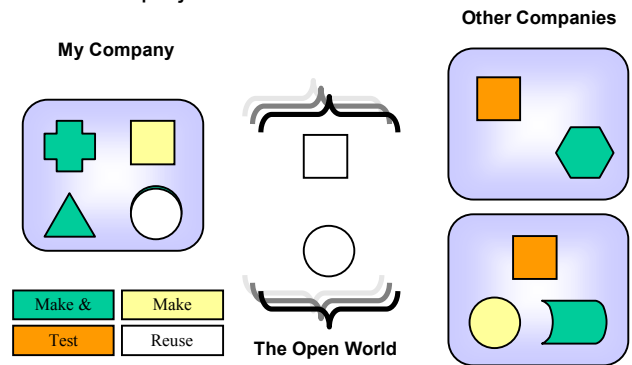 Other Companies
My Company
Make &
Make
Test
Reuse
The Open World